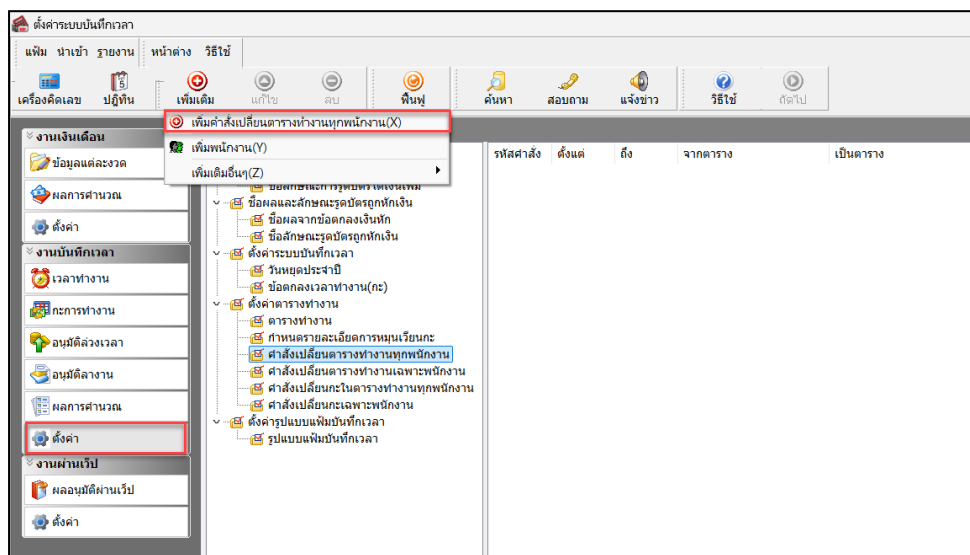 ตั้งค่าระบบบันทึกเวลา
แฟ้ม นำเข้า รายงาน หน้าต่าง วิธีใช้
เครื่องคิดเลข ปฏิทิน เพิ่มเติม แก้ไข ลบ ฟื้นฟู ค้นหา สอบถาม แจ้งข่าว วิธีใช้ ถัดไป
เพิ่มคำสั่งเปลี่ยนตารางทำงานทุกพนักงาน(X)
เพิ่มพนักงาน(Y)
เพิ่มเติมอื่นๆ(Z)
งานเงินเดือน
ข้อมูลแต่ละงวด
ผลการคำนวณ
ตั้งค่า
งานบันทึกเวลา
เวลาทำงาน
กะการทำงาน
อนุมัติล่วงเวลา
อนุมัติลางาน
ผลการคำนวณ
ตั้งค่า
งานผ่านเว็ป
ผลอนุมัติผ่านเว็ป
ตั้งค่า
ชื่อลักษณะการรูดบัตรได้เงินเพิ่ม
ชื่อผลและลักษณะรูดบัตรถูกหักเงิน
ชื่อผลจากข้อตกลงเงินหัก
ชื่อลักษณะรูดบัตรถูกหักเงิน
ตั้งค่าระบบบันทึกเวลา
วันหยุดประจำปี
ข้อตกลงเวลาทำงาน(กะ)
ตั้งค่าตารางทำงาน
ตารางทำงาน
กำหนดรายละเอียดการหมุนเวียนกะ
คำสั่งเปลี่ยนตารางทำงานทุกพนักงาน
คำสั่งเปลี่ยนตารางทำงานเฉพาะพนักงาน
คำสั่งเปลี่ยนกะในตารางทำงานทุกพนักงาน
คำสั่งเปลี่ยนกะเฉพาะพนักงาน
ตั้งค่ารูปแบบแฟ้มบันทึกเวลา
รูปแบบแฟ้มบันทึกเวลา
รหัสคำสั่ง ตั้งแต่ ถึง จากตาราง เป็นตาราง